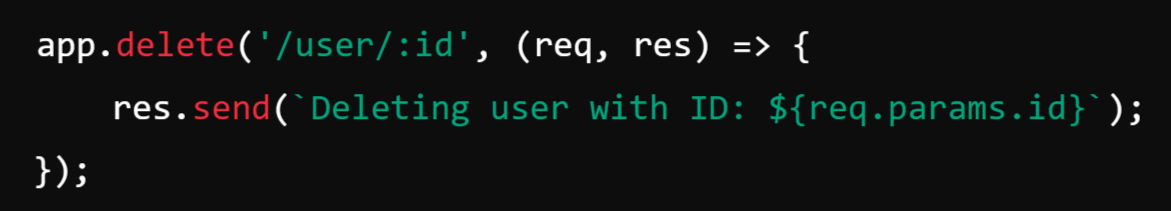 app.delete('/user/:id', (req, res) => {
    res.send(`Deleting user with ID: ${req.params.id}`);
});